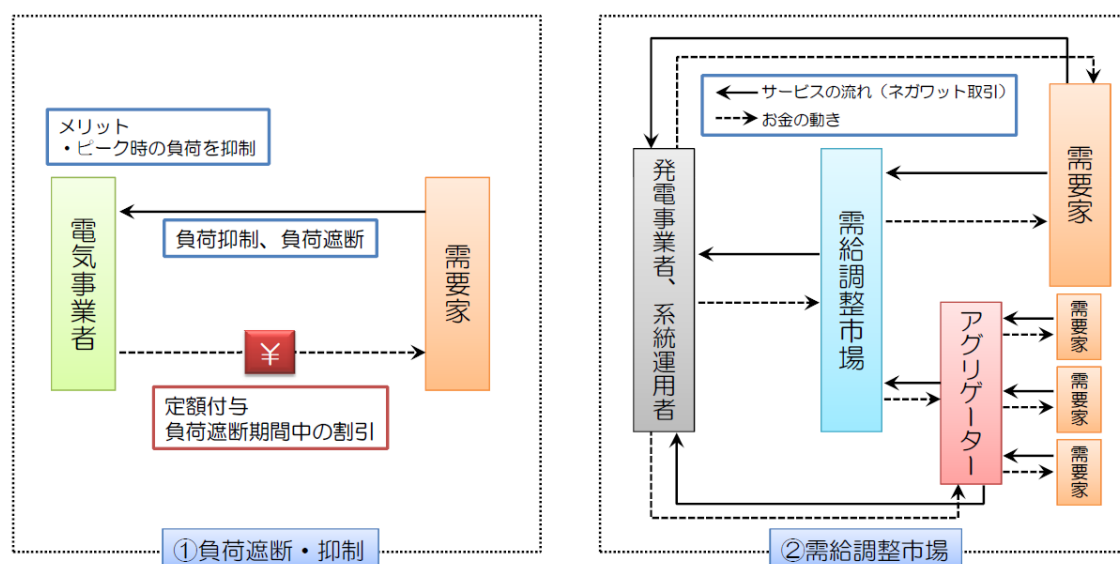 メリット
・ピーク時の負荷を抑制
電気事業者
負荷抑制、負荷遮断
需要家
¥
定額付与
負荷遮断期間中の割引
①負荷遮断・抑制
サービスの流れ(ネガワット取引)
お金の動き
発電事業者、系統運用者
需給調整市場
需要家
アグリゲーター
需要家
需要家
需要家
②需給調整市場